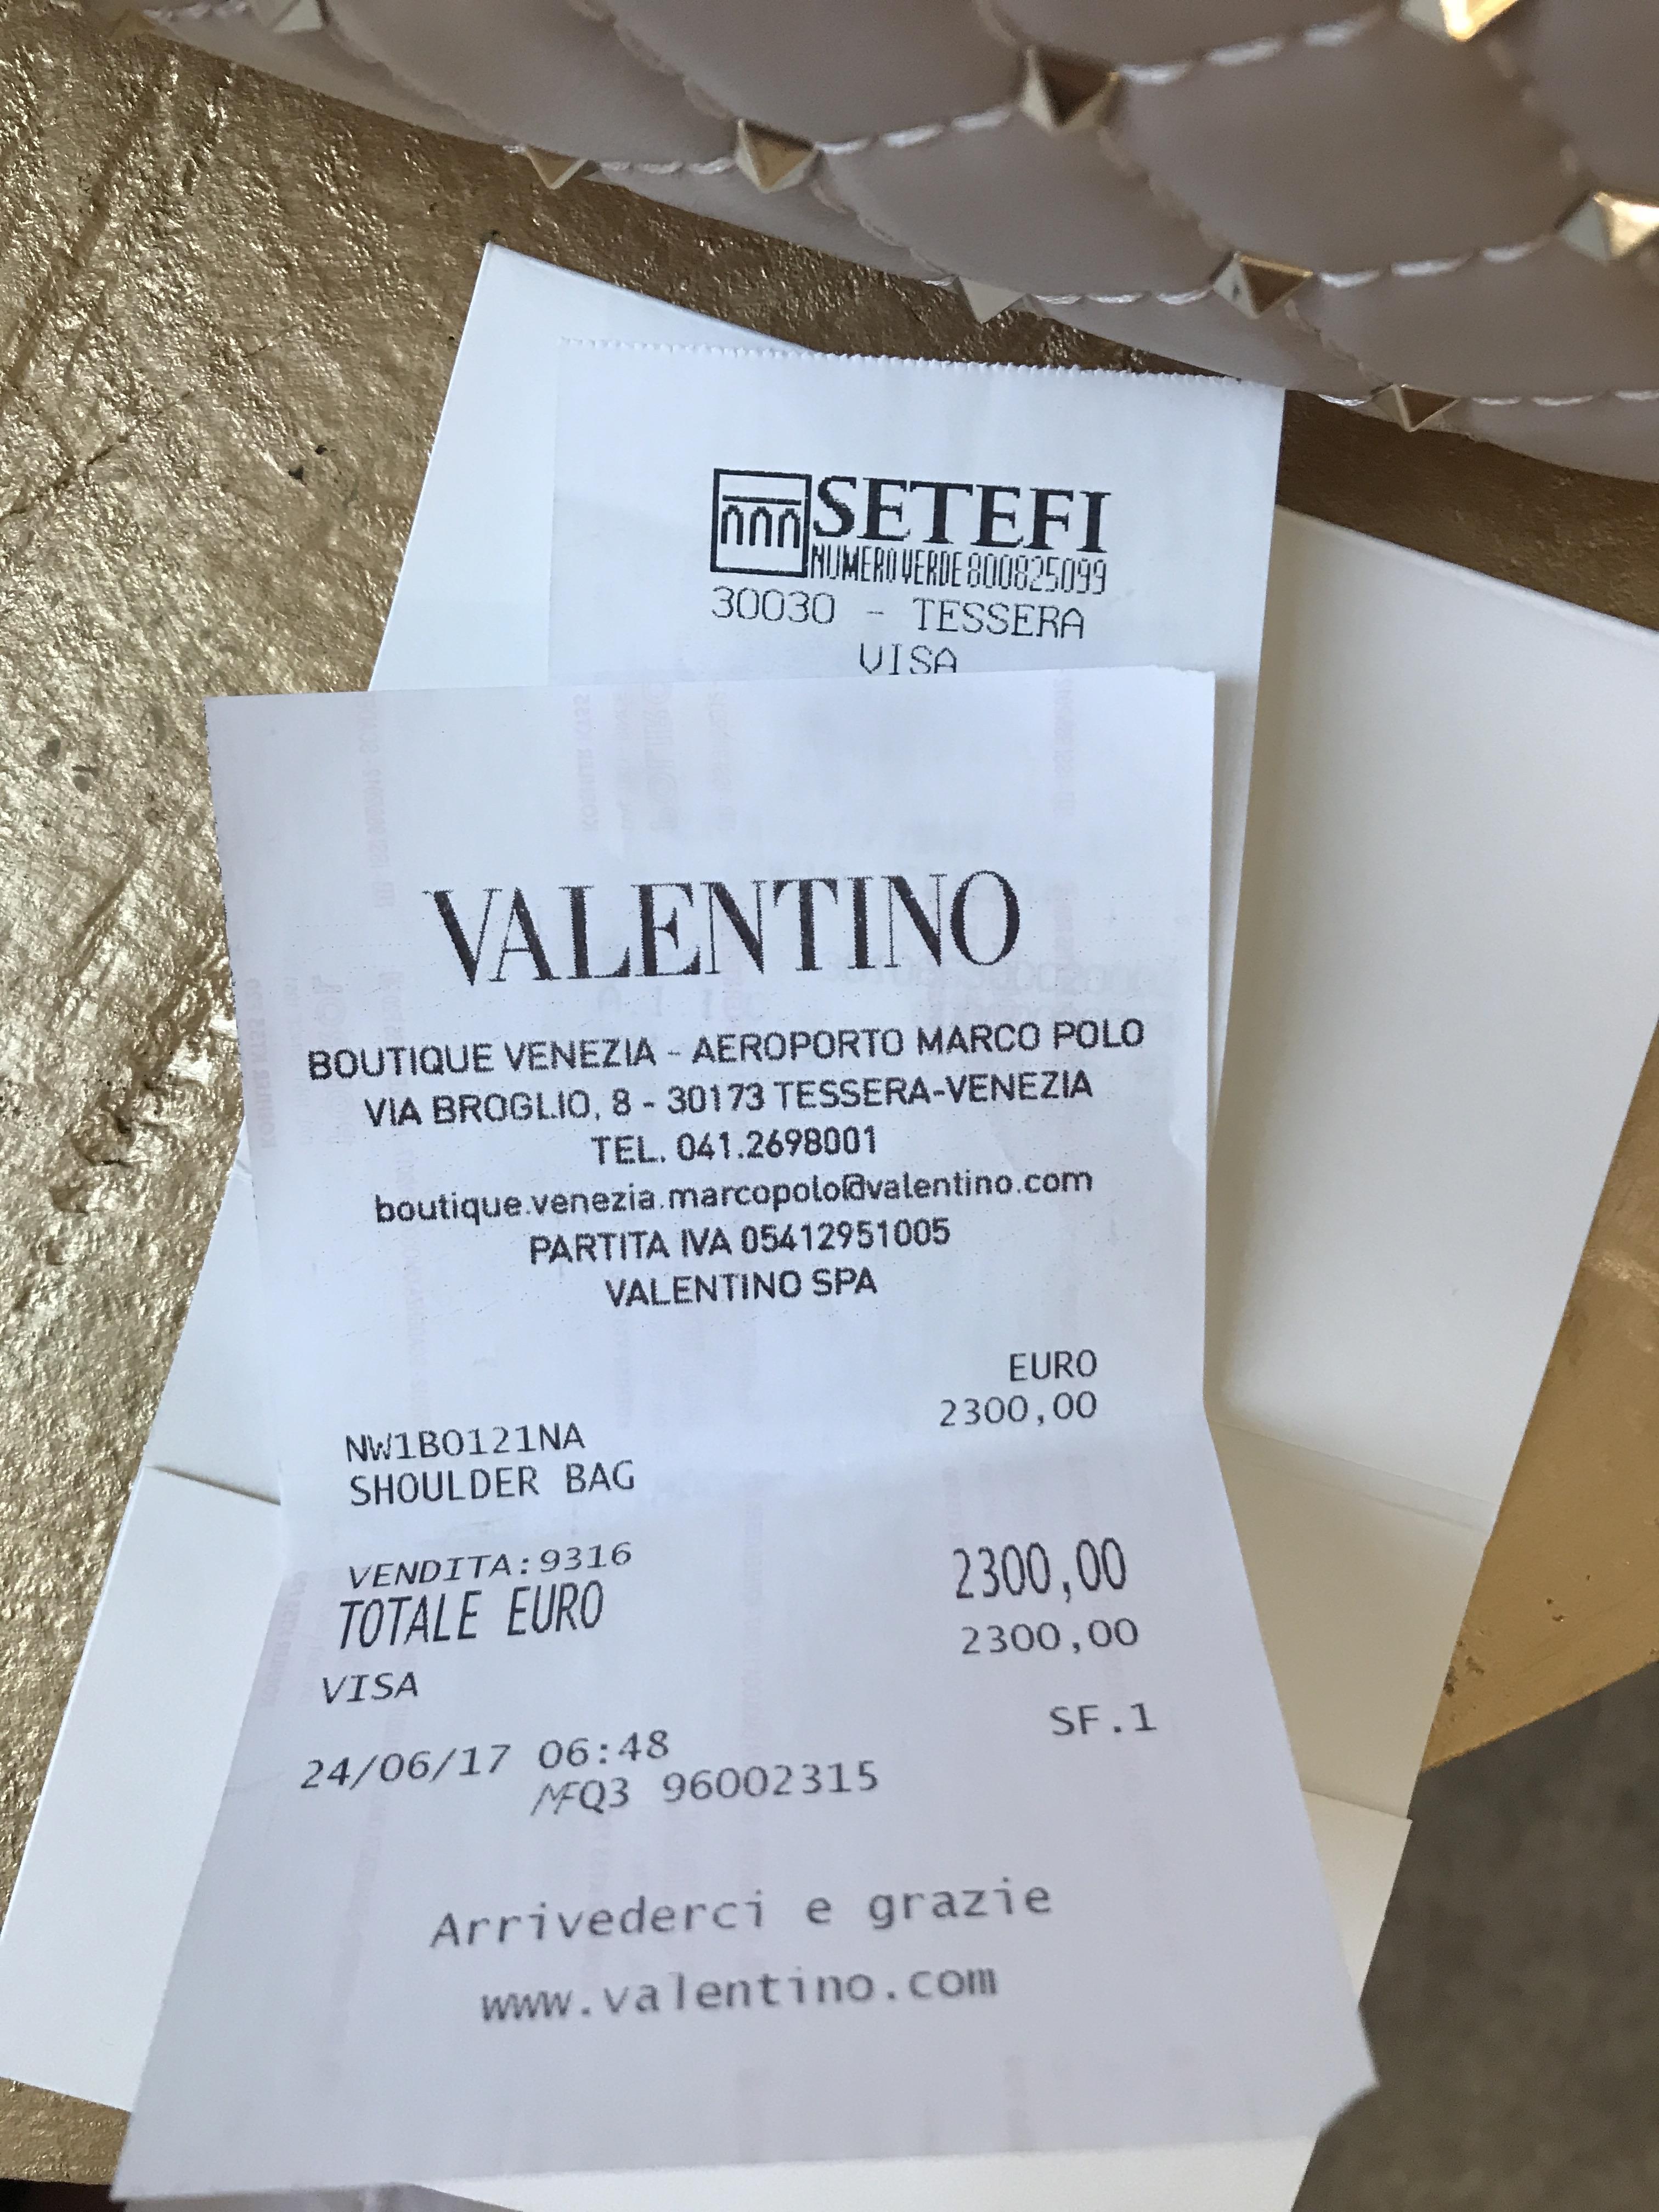 SETEFI
NUMERO VERDE 800825099
30030 - TESSERA
VISA
VALENTINO
BOUTIQUE VENEZIA - AEROPORTO MARCO POLO
VIA BROGLIO, 8 - 30173 TESSERA-VENEZIA
TEL. 041.2698001
boutique.venezia.marcopolo@valentino.com
PARTITA IVA 05412951005
VALENTINO SPA
EURO
NW1B0121NA 2300,00
SHOULDER BAG
VENDITA:9316
TOTALE EURO 2300,00
VISA 2300,00
24/06/17 06:48 SF.1
MFQ3 96002315
Arrivederci e grazie
www.valentino.com